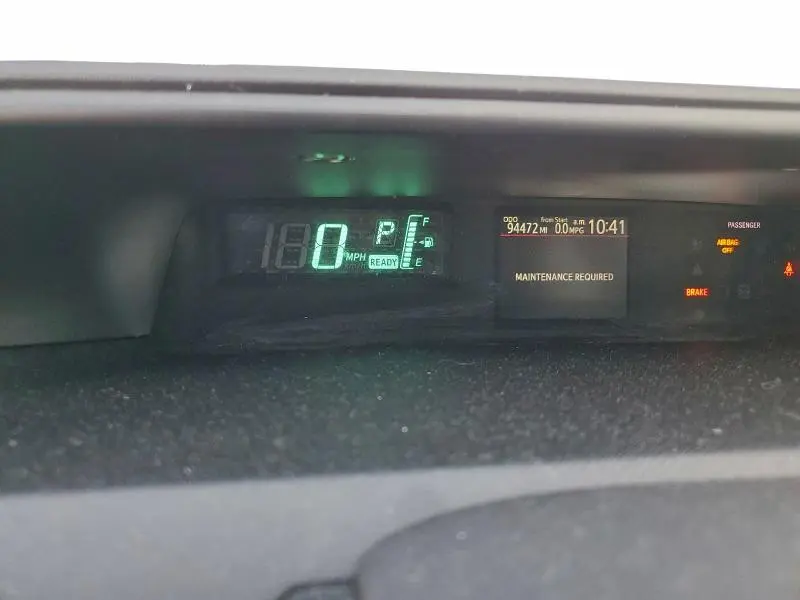 0 MPH
P
READY
F
E
ODO
94472 MI
from Start
0.0 MPG
a.m.
10:41
MAINTENANCE REQUIRED
PASSENGER
AIRBAG
OFF
BRAKE